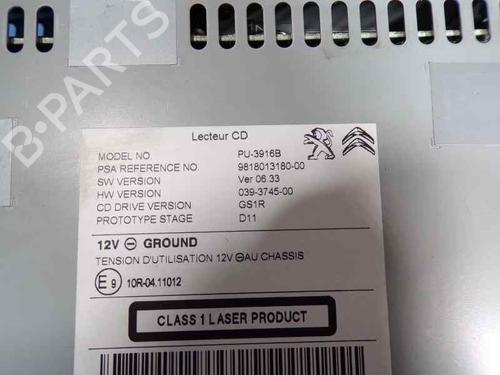 B-PARTS
Lecteur CD
MODEL NO. PU-3916B
PSA REFERENCE NO. 9818013180-00
SW VERSION Ver 06.33
HW VERSION 039-3745-00
CD DRIVE VERSION GS1R
PROTOTYPE STAGE D11
12V ⊖ GROUND
TENSION D'UTILISATION 12V ⊖AU CHASSIS
E9 10R-04.11012
CLASS 1 LASER PRODUCT